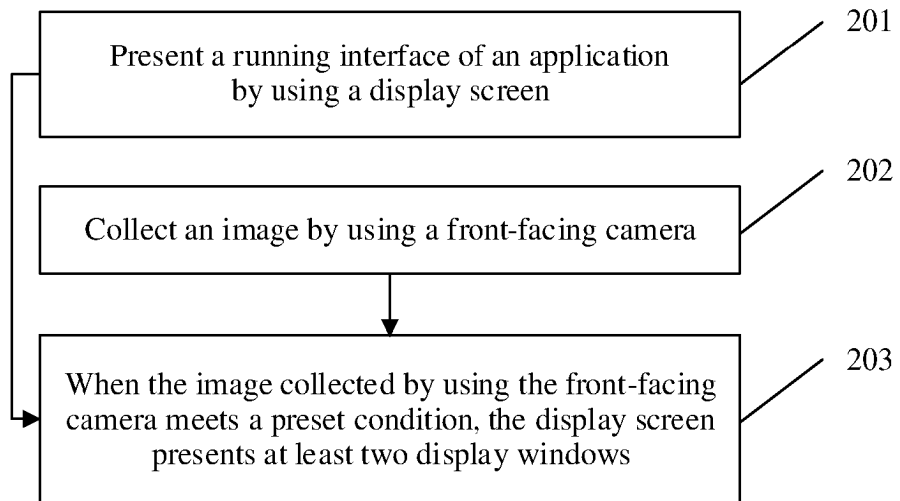 201
Present a running interface of an application
by using a display screen
202
Collect an image by using a front-facing camera
203
When the image collected by using the front-facing
camera meets a preset condition, the display screen
presents at least two display windows